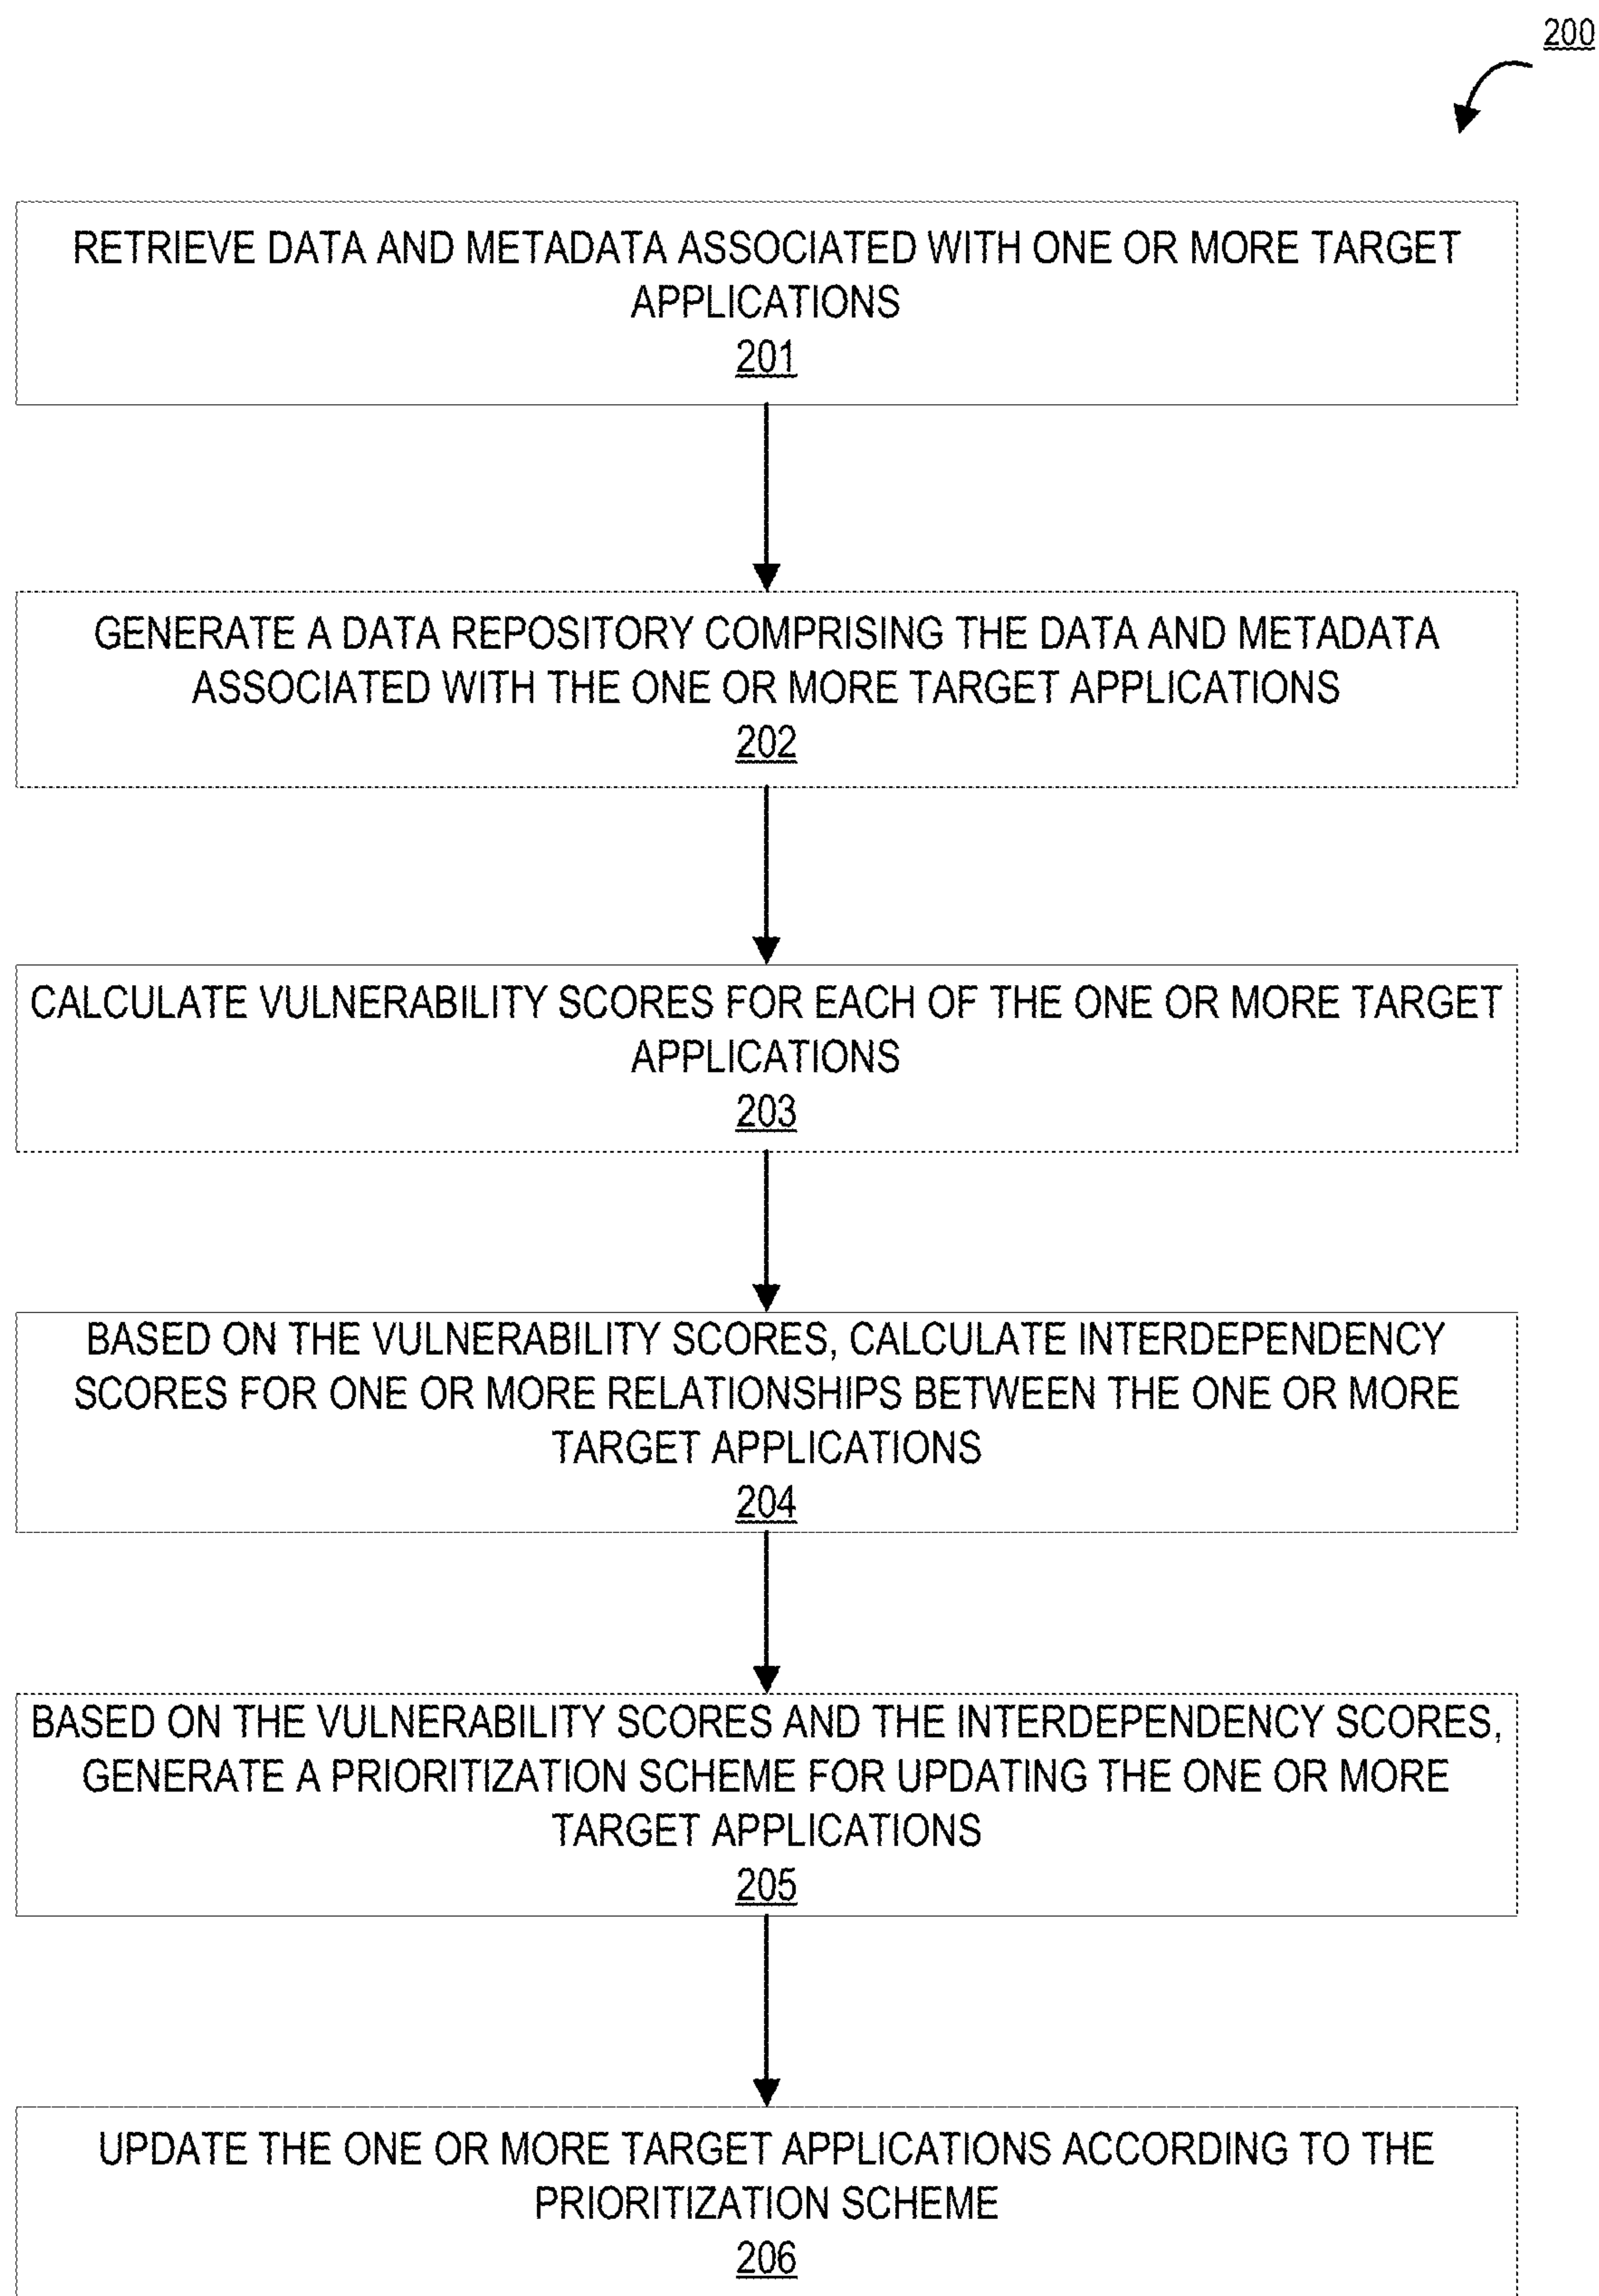 200
RETRIEVE DATA AND METADATA ASSOCIATED WITH ONE OR MORE TARGET
APPLICATIONS
201
GENERATE A DATA REPOSITORY COMPRISING THE DATA AND METADATA
ASSOCIATED WITH THE ONE OR MORE TARGET APPLICATIONS
202
CALCULATE VULNERABILITY SCORES FOR EACH OF THE ONE OR MORE TARGET
APPLICATIONS
203
BASED ON THE VULNERABILITY SCORES, CALCULATE INTERDEPENDENCY
SCORES FOR ONE OR MORE RELATIONSHIPS BETWEEN THE ONE OR MORE
TARGET APPLICATIONS
204
BASED ON THE VULNERABILITY SCORES AND THE INTERDEPENDENCY SCORES,
GENERATE A PRIORITIZATION SCHEME FOR UPDATING THE ONE OR MORE
TARGET APPLICATIONS
205
UPDATE THE ONE OR MORE TARGET APPLICATIONS ACCORDING TO THE
PRIORITIZATION SCHEME
206